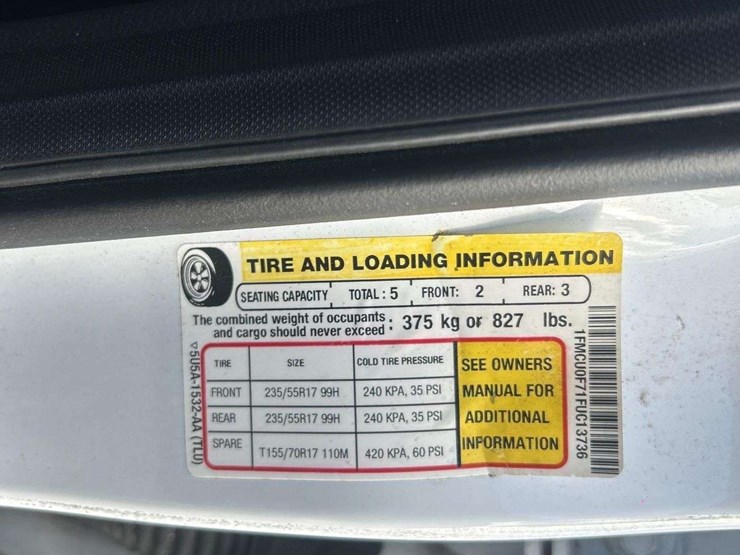 TIRE AND LOADING INFORMATION
SEATING CAPACITY TOTAL: 5 FRONT: 2 REAR: 3
The combined weight of occupants and cargo should never exceed : 375 kg or 827 lbs.
TIRE SIZE COLD TIRE PRESSURE
FRONT 235/55R17 99H 240 KPA, 35 PSI
REAR 235/55R17 99H 240 KPA, 35 PSI
SPARE T155/70R17 110M 420 KPA, 60 PSI
SEE OWNERS
MANUAL FOR
ADDITIONAL
INFORMATION
5U5A-1532-AA (TLU)
1FMCU0F71FUC13736